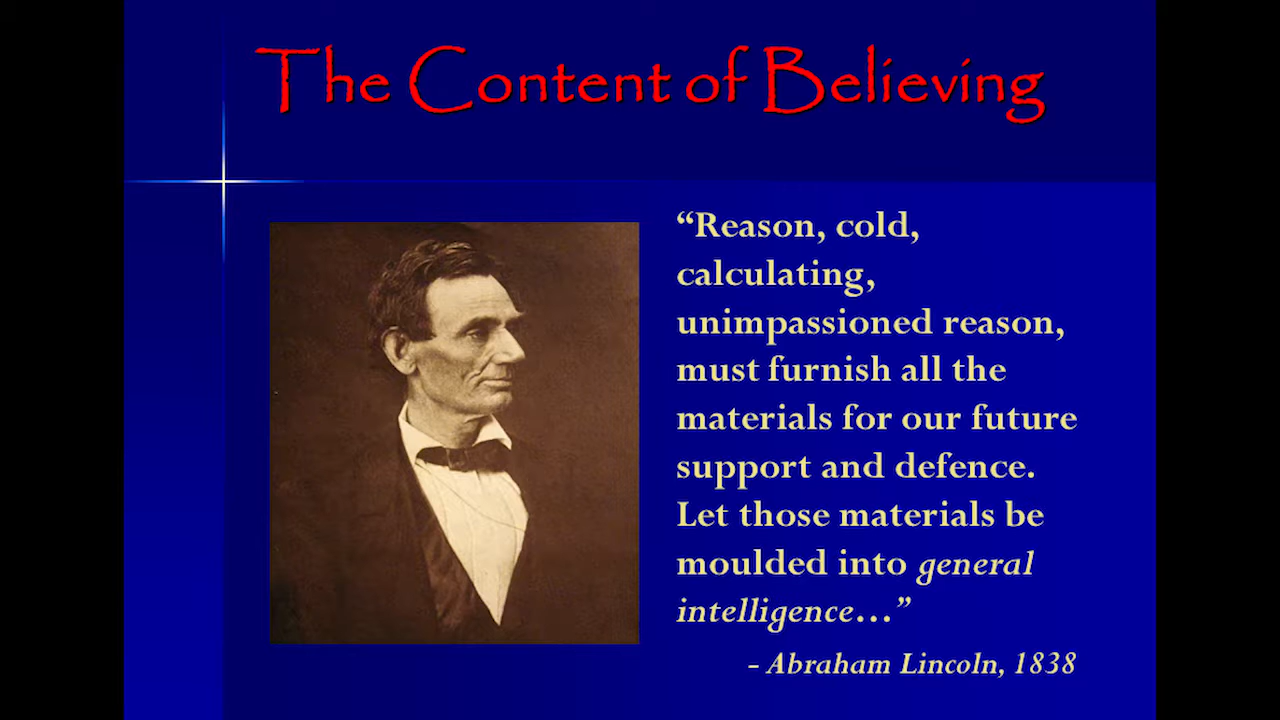 The Content of Believing
“Reason, cold,
calculating,
unimpassioned reason,
must furnish all the
materials for our future
support and defence.
Let those materials be
moulded into general
intelligence…”
- Abraham Lincoln, 1838